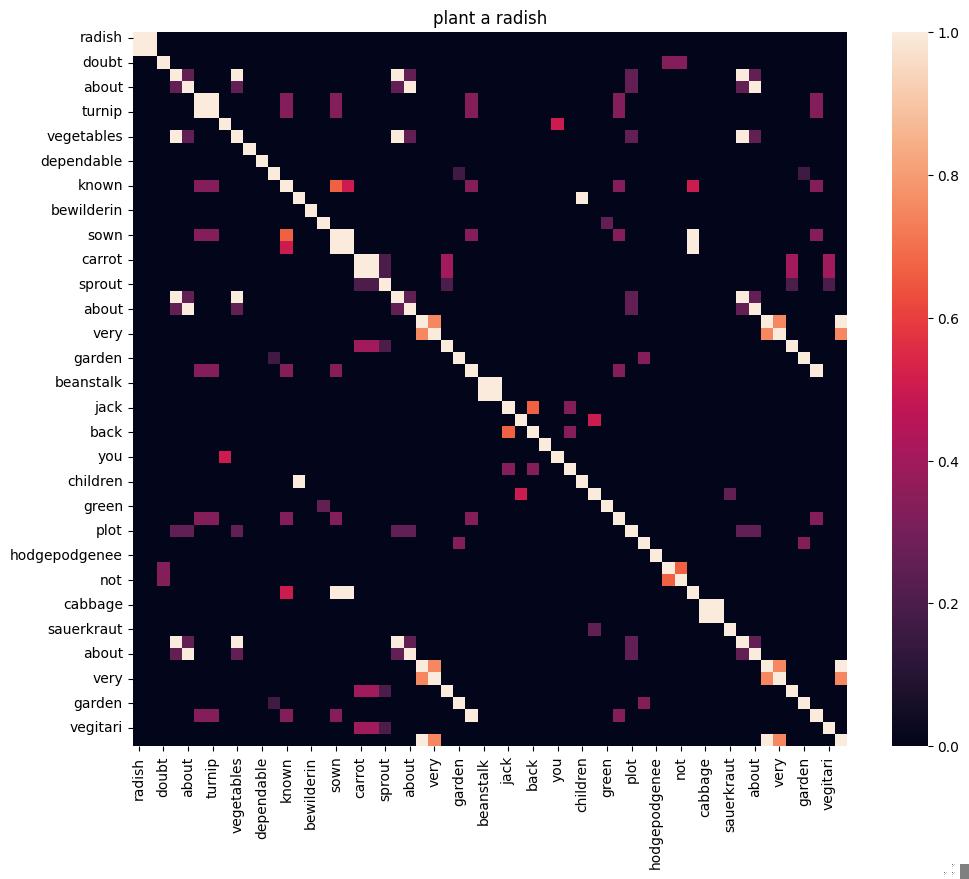 plant a radish
radish
doubt
about
turnip
vegetables
dependable
known
bewilderin
sown
carrot
sprout
about
very
garden
beanstalk
jack
back
you
children
green
plot
hodgepodgenee
not
cabbage
sauerkraut
about
very
garden
vegitari
radish
doubt
about
turnip
vegetables
dependable
known
bewilderin
sown
carrot
sprout
about
very
garden
beanstalk
jack
back
you
children
green
plot
hodgepodgenee
not
cabbage
sauerkraut
about
very
garden
vegitari
1.0
0.8
0.6
0.4
0.2
0.0